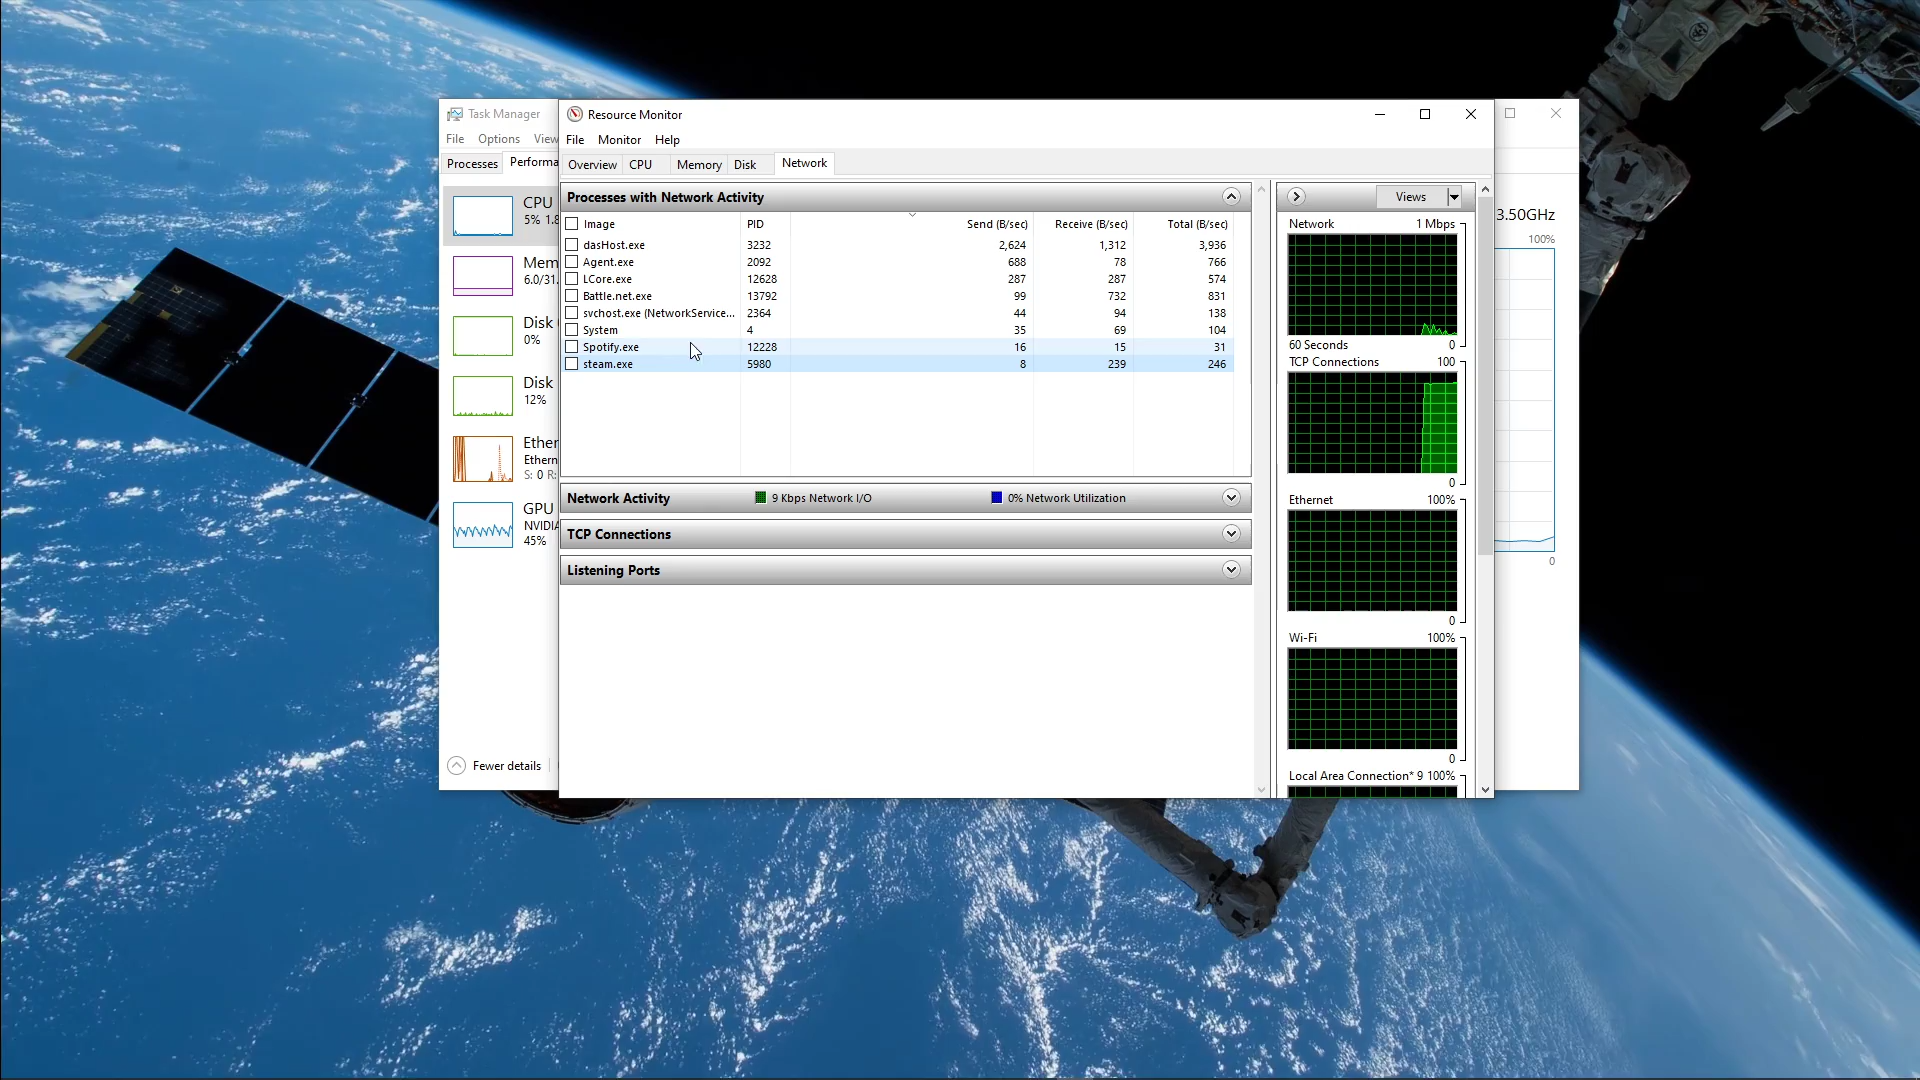 Task Manager
File Options View
Processes Performa
CPU
5% 1.8
Mem
6.0/31.
Disk
0%
Disk
12%
Ether
Ethern
S: 0 R:
GPU
NVIDIA
45%
Fewer details
3.50GHz
100%
0
Resource Monitor
File Monitor Help
Overview CPU Memory Disk Network
Processes with Network Activity
Image PID Send (B/sec) Receive (B/sec) Total (B/sec)
dasHost.exe 3232 2,624 1,312 3,936
Agent.exe 2092 688 78 766
LCore.exe 12628 287 287 574
Battle.net.exe 13792 99 732 831
svchost.exe (NetworkService... 2364 44 94 138
System 4 35 69 104
Spotify.exe 12228 16 15 31
steam.exe 5980 8 239 246
Network Activity 9 Kbps Network I/O 0% Network Utilization
TCP Connections
Listening Ports
Views
Network 1 Mbps
60 Seconds 0
TCP Connections 100
0
Ethernet 100%
0
Wi-Fi 100%
0
Local Area Connection* 9 100%